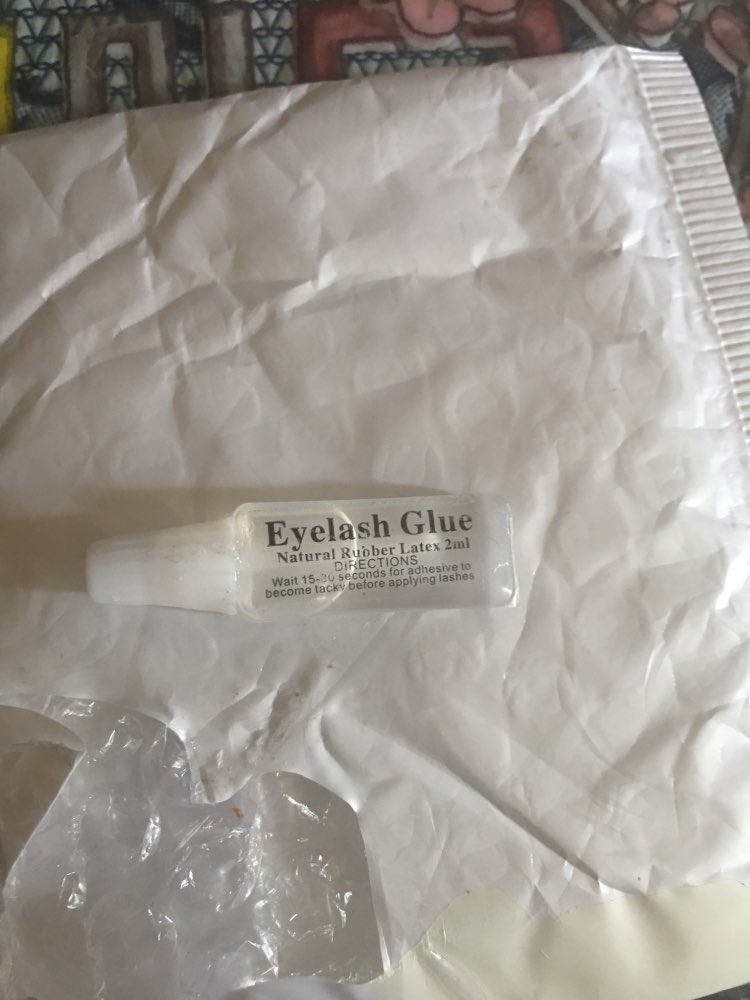 Eyelash Glue
Natural Rubber Latex 2ml
DIRECTIONS
Wait 15-30 seconds for adhesive to
become tacky before applying lashes